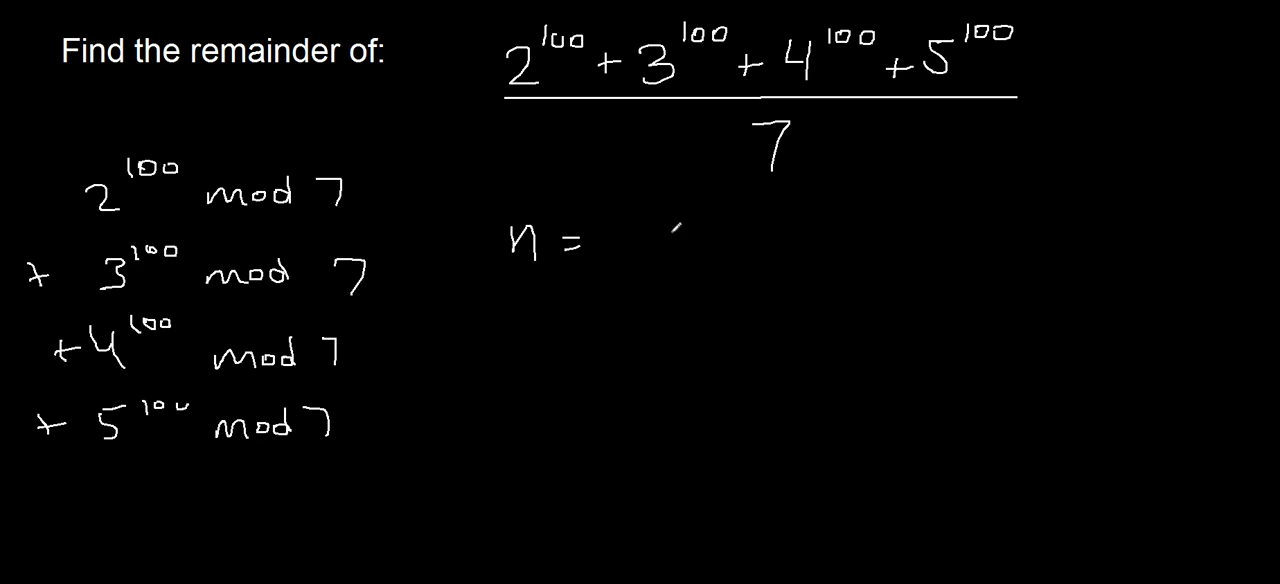 Find the remainder of:
2^100 + 3^100 + 4^100 + 5^100
7
2^100 mod 7
+ 3^100 mod 7
+ 4^100 mod 7
+ 5^100 mod 7
n =